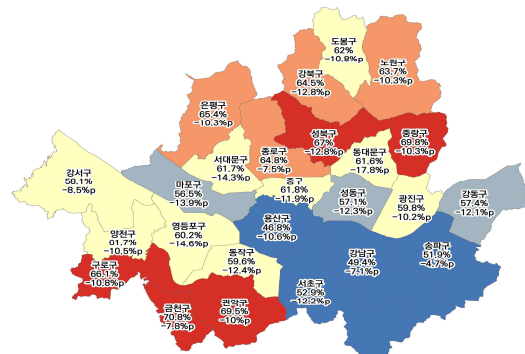 도봉구
62%
-10.8%p
노원구
63.7%
-10.3%p
강북구
64.5%
-12.8%p
은평구
65.4%
-10.3%p
성북구
67%
-12.8%p
중랑구
69.8%
-10.3%p
종로구
64.8%
-7.5%p
동대문구
61.6%
-17.8%p
서대문구
61.7%
-14.3%p
강서구
58.1%
-8.5%p
마포구
56.5%
-13.9%p
중구
61.8%
-11.9%p
성동구
57.1%
-12.3%p
광진구
59.8%
-10.2%p
강동구
57.4%
-12.1%p
양천구
61.7%
-10.5%p
영등포구
60.2%
-14.6%p
용산구
46.8%
-10.6%p
동작구
59.6%
-12.4%p
강남구
49.4%
-7.1%p
송파구
51.9%
-4.7%p
구로구
66.1%
-10.8%p
서초구
52.9%
-12.2%p
금천구
70.8%
-7.8%p
관악구
69.5%
-10%p